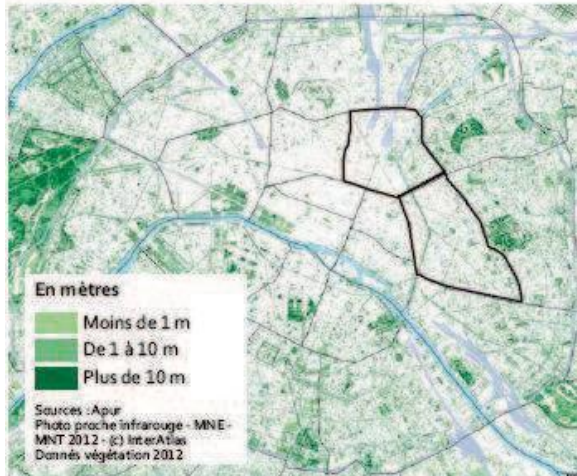 En mètres
Moins de 1 m
De 1 à 10 m
Plus de 10 m
Sources : Apur
Photo proche infrarouge - MNE -
MNT 2012 - (c) InterAtlas
Donnés végétation 2012